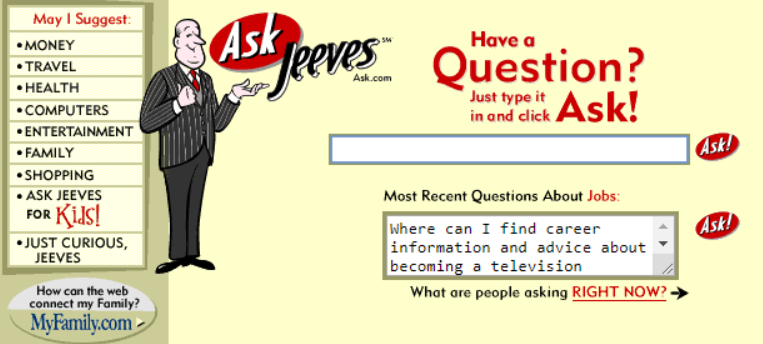 May I Suggest:
•MONEY
•TRAVEL
•HEALTH
•COMPUTERS
•ENTERTAINMENT
•FAMILY
•SHOPPING
•ASK JEEVES
FOR Kids!
•JUST CURIOUS,
JEEVES
How can the web
connect my Family?
MyFamily.com
Ask
Jeeves℠
Ask.com
Have a
Question?
Just type it
in and click Ask!
Ask!
Most Recent Questions About Jobs:
Where can I find career
information and advice about
becoming a television
Ask!
What are people asking RIGHT NOW?